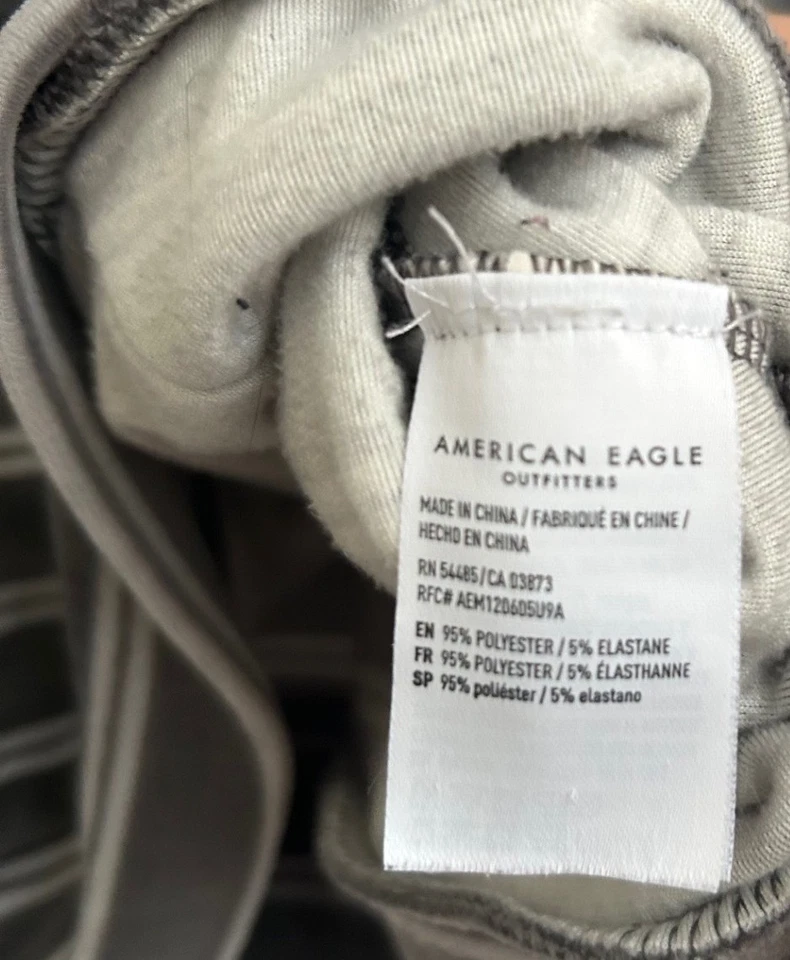 AMERICAN EAGLE
OUTFITTERS
MADE IN CHINA / FABRIQUÉ EN CHINE /
HECHO EN CHINA
RN 54485/CA 03873
RFC# AEM120605U9A
EN 95% POLYESTER / 5% ELASTANE
FR 95% POLYESTER / 5% ÉLASTHANNE
SP 95% poliéster / 5% elastano